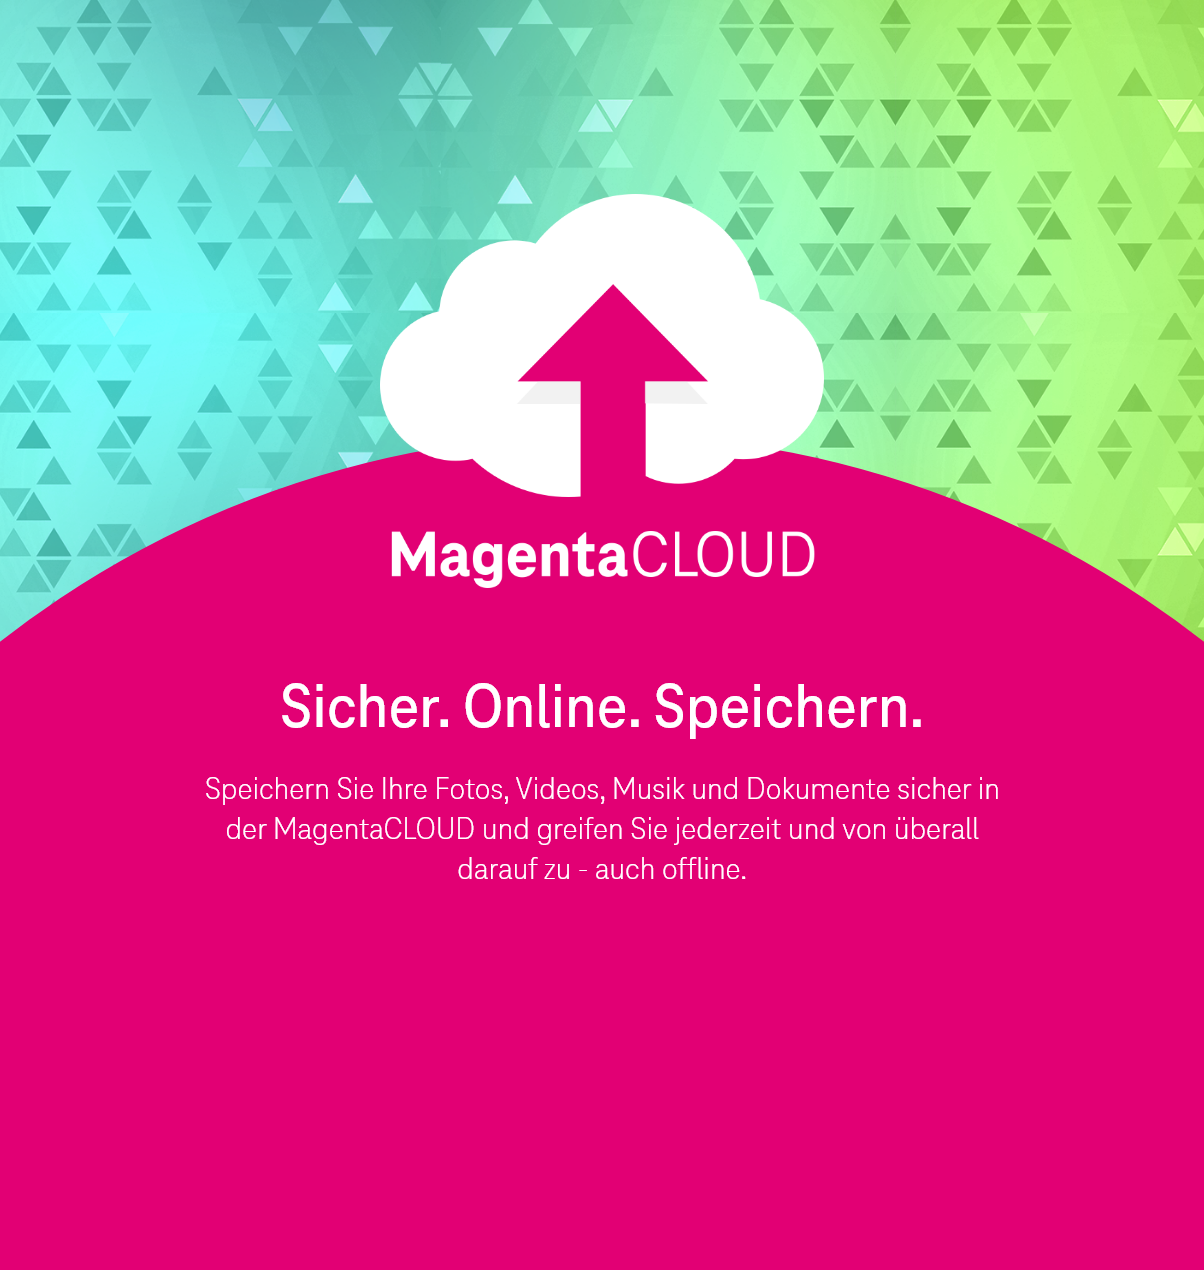 MagentaCLOUD
Sicher. Online. Speichern.
Speichern Sie Ihre Fotos, Videos, Musik und Dokumente sicher in
der MagentaCLOUD und greifen Sie jederzeit und von überall
darauf zu - auch offline.